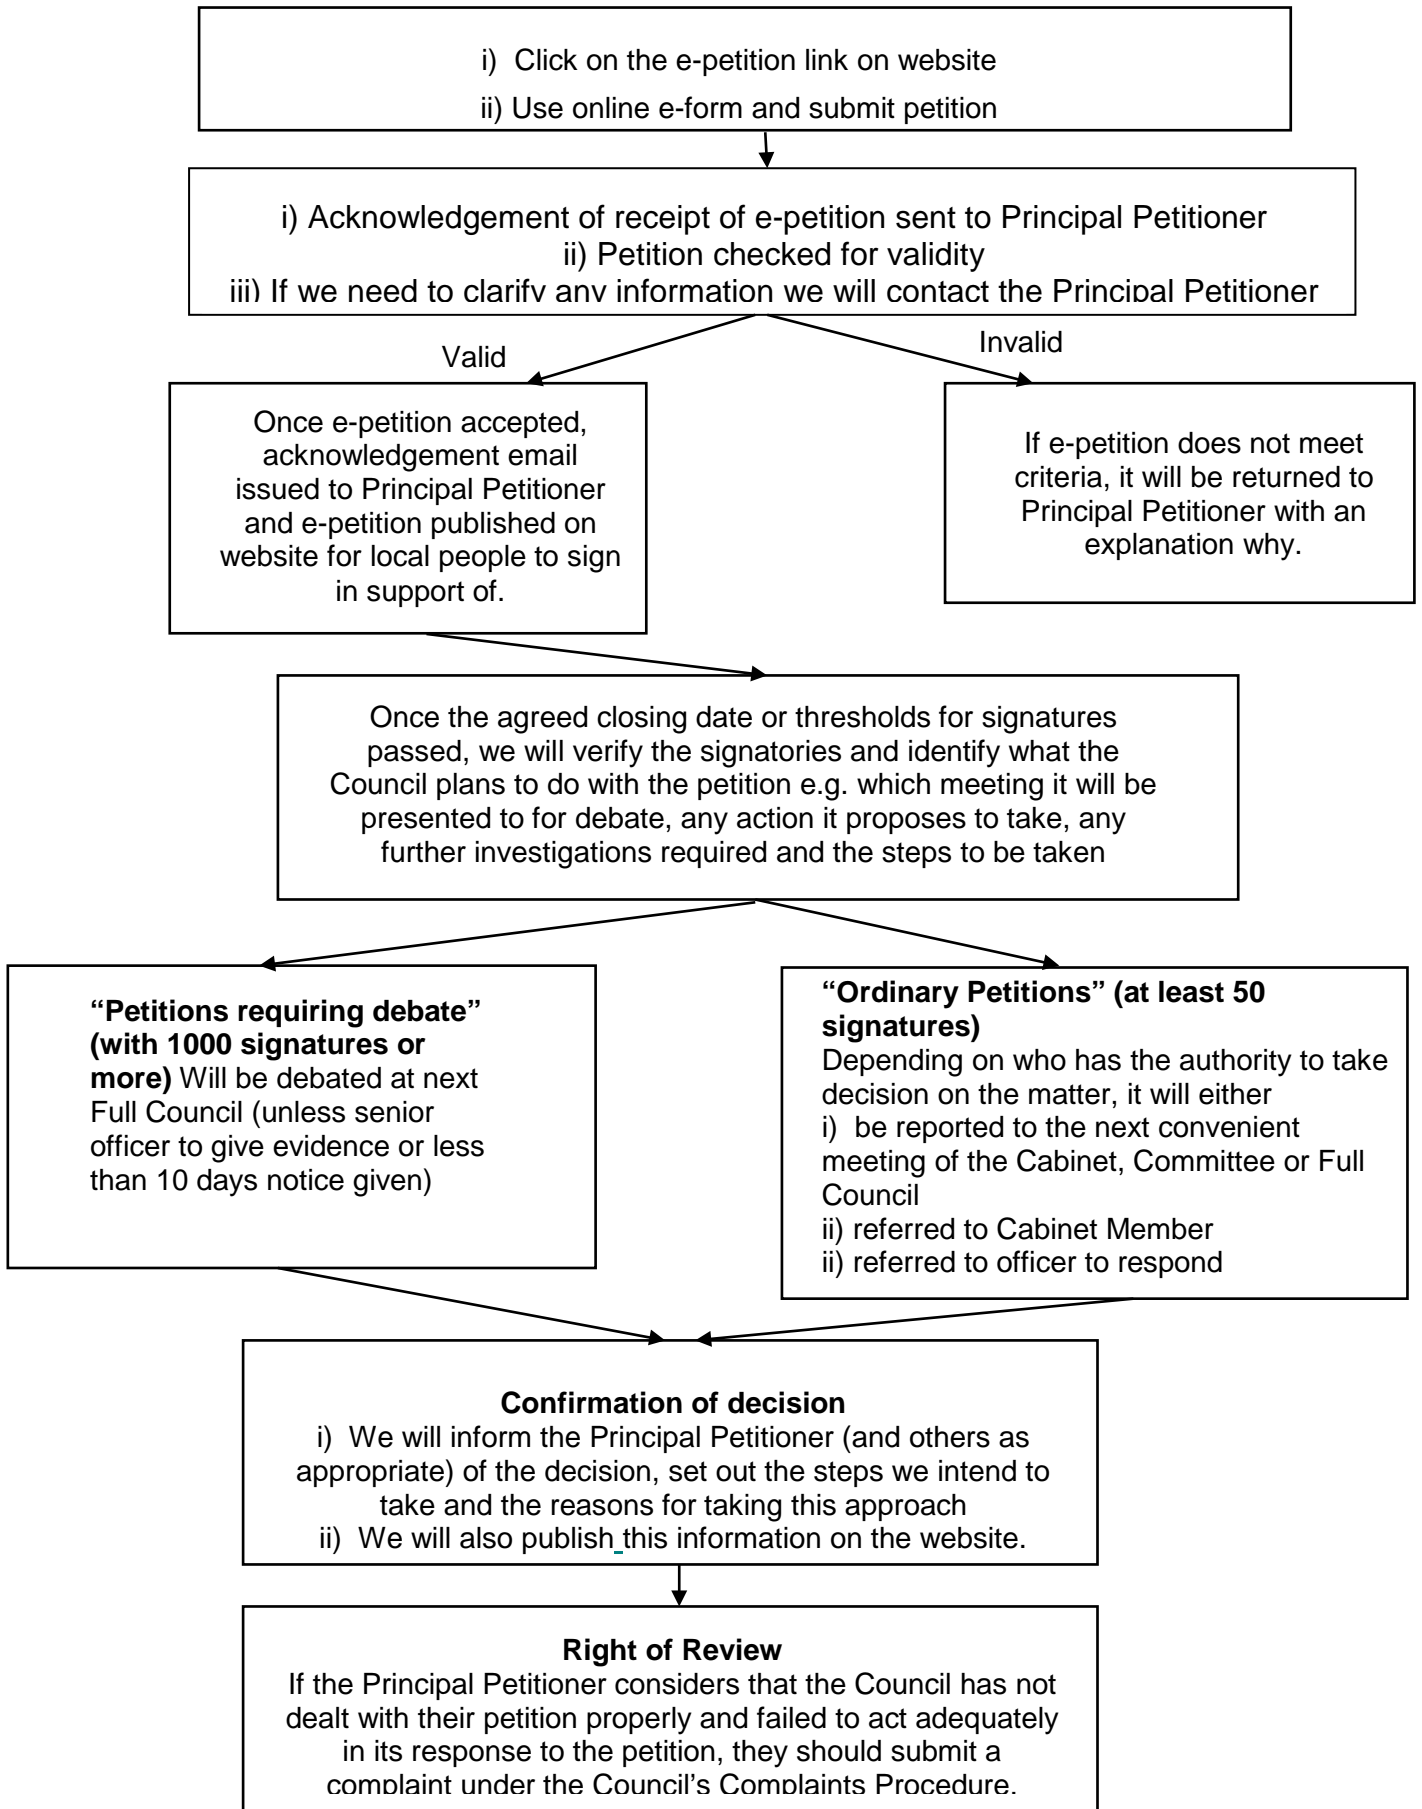 i) Click on the e-petition link on website
ii) Use online e-form and submit petition
i) Acknowledgement of receipt of e-petition sent to Principal Petitioner
ii) Petition checked for validity
iii) If we need to clarify any information we will contact the Principal Petitioner
Valid
Invalid
Once e-petition accepted,
acknowledgement email
issued to Principal Petitioner
and e-petition published on
website for local people to sign
in support of.
If e-petition does not meet
criteria, it will be returned to
Principal Petitioner with an
explanation why.
Once the agreed closing date or thresholds for signatures
passed, we will verify the signatories and identify what the
Council plans to do with the petition e.g. which meeting it will be
presented to for debate, any action it proposes to take, any
further investigations required and the steps to be taken
“Petitions requiring debate”
(with 1000 signatures or
more) Will be debated at next
Full Council (unless senior
officer to give evidence or less
than 10 days notice given)
“Ordinary Petitions” (at least 50
signatures)
Depending on who has the authority to take
decision on the matter, it will either
i) be reported to the next convenient
meeting of the Cabinet, Committee or Full
Council
ii) referred to Cabinet Member
ii) referred to officer to respond
Confirmation of decision
i) We will inform the Principal Petitioner (and others as
appropriate) of the decision, set out the steps we intend to
take and the reasons for taking this approach
ii) We will also publish this information on the website.
Right of Review
If the Principal Petitioner considers that the Council has not
dealt with their petition properly and failed to act adequately
in its response to the petition, they should submit a
complaint under the Council’s Complaints Procedure.